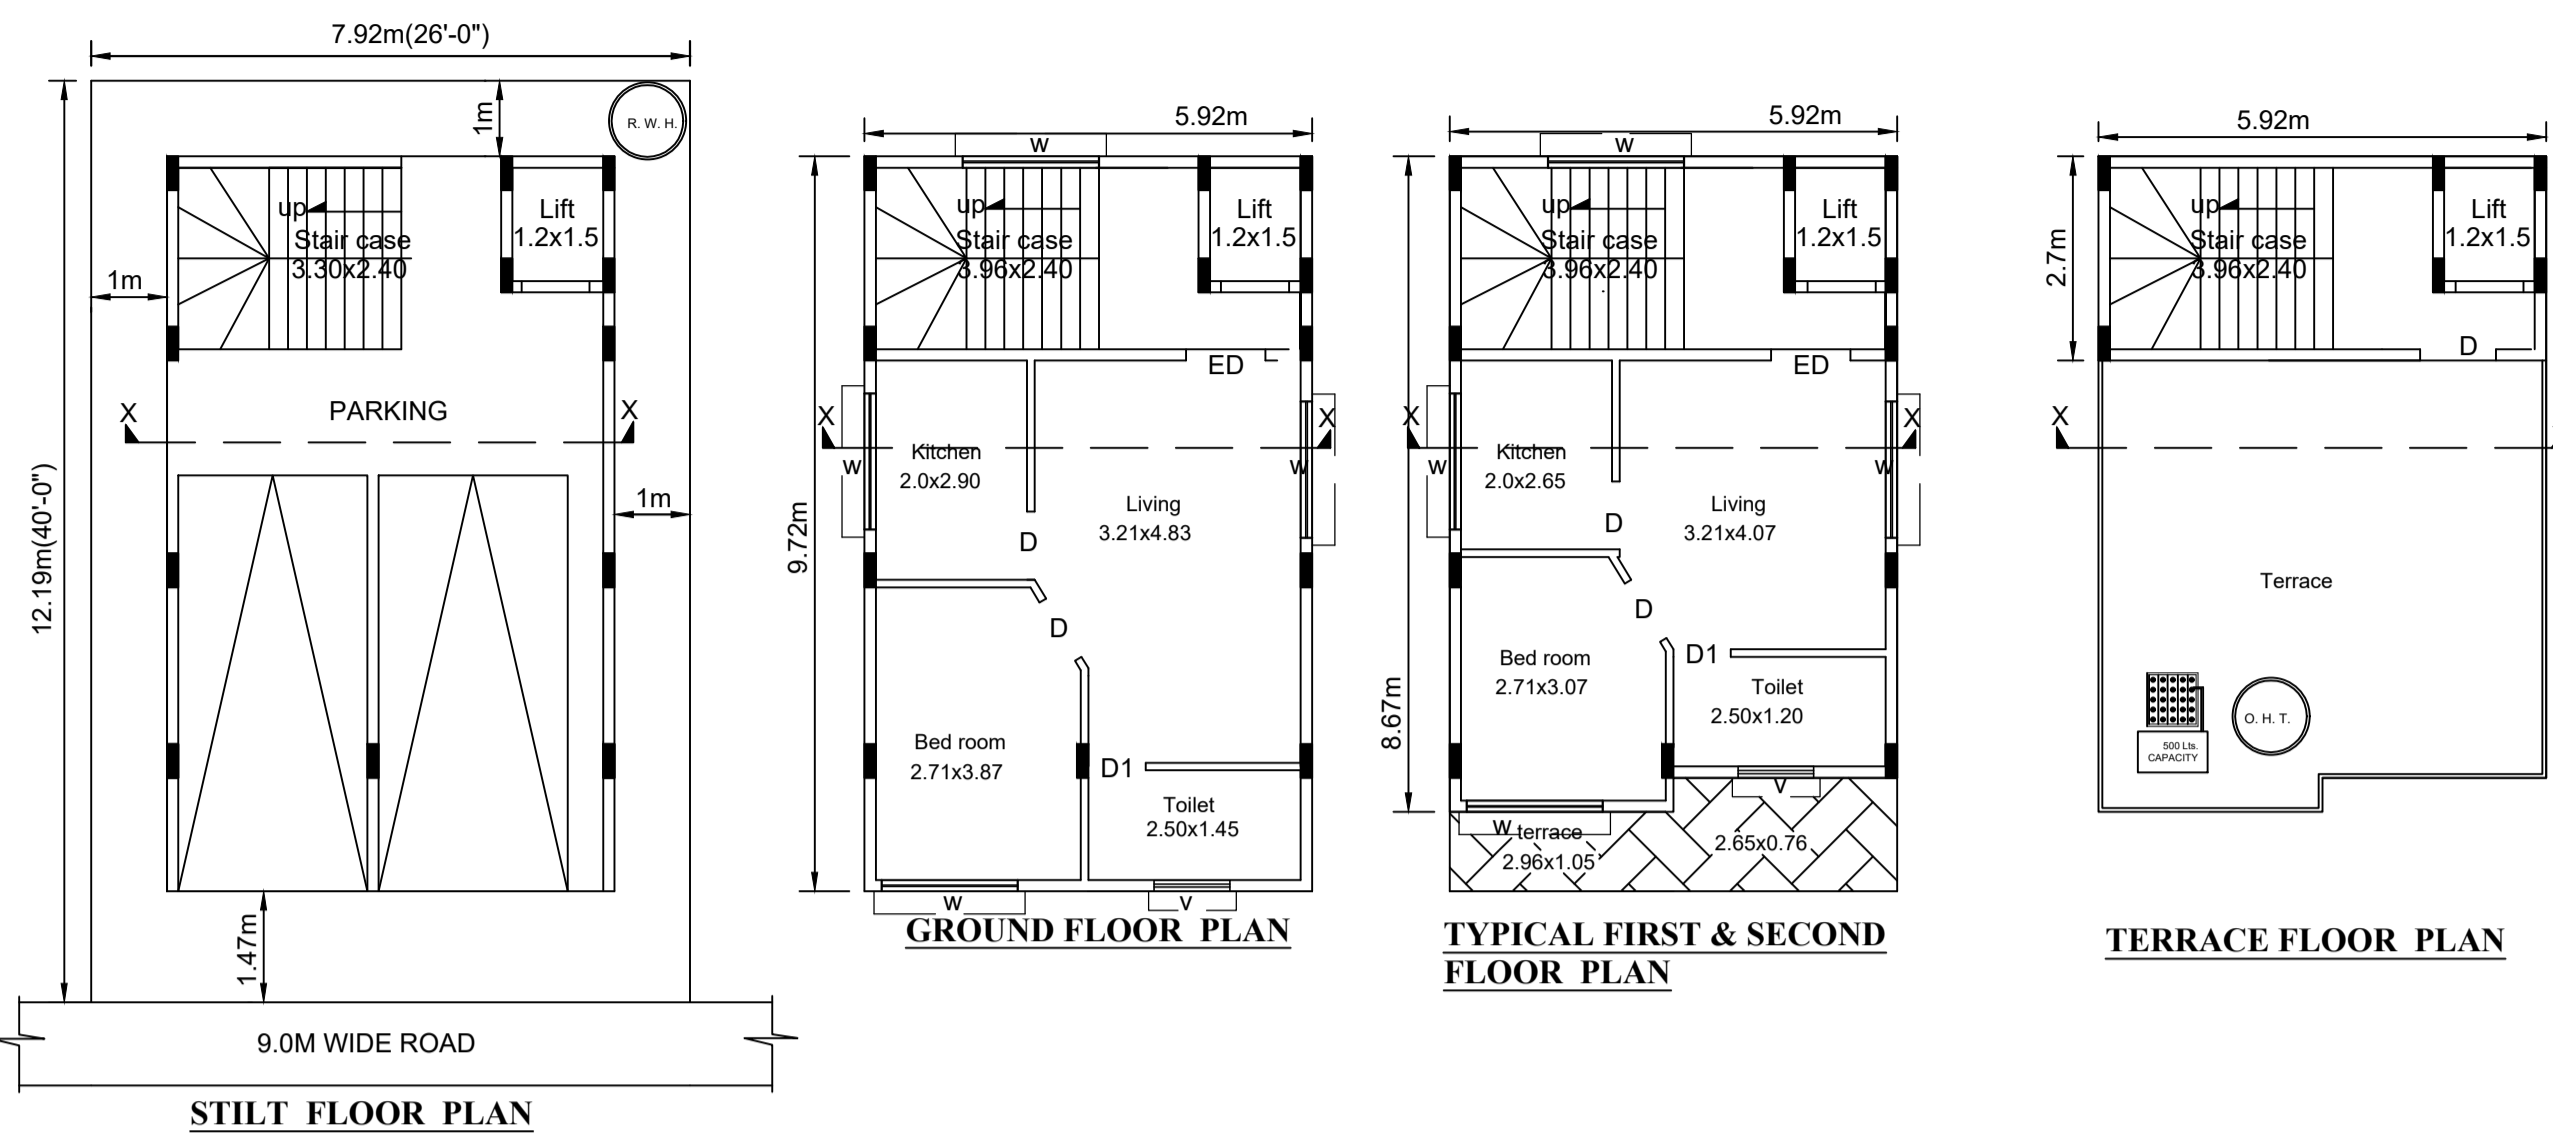 7.92m(26'-0")
1m
R. W. H.
up
Stair case
3.30x2.40
Lift
1.2x1.5
1m
PARKING
X
X
1m
12.19m(40'-0")
1.47m
9.0M WIDE ROAD
STILT FLOOR PLAN
5.92m
w
up
Stair case
3.96x2.40
Lift
1.2x1.5
ED
X
X
w
w
Kitchen
2.0x2.90
Living
3.21x4.83
9.72m
D
D
Bed room
2.71x3.87
D1
Toilet
2.50x1.45
w
v
GROUND FLOOR PLAN
5.92m
w
up
Stair case
3.96x2.40
Lift
1.2x1.5
ED
X
X
w
w
Kitchen
2.0x2.65
Living
3.21x4.07
D
D
8.67m
Bed room
2.71x3.07
D1
Toilet
2.50x1.20
v
w
terrace
2.96x1.05
2.65x0.76
TYPICAL FIRST & SECOND
FLOOR PLAN
5.92m
2.7m
up
Stair case
3.96x2.40
Lift
1.2x1.5
D
X
Terrace
O. H. T.
500 Lts.
CAPACITY
TERRACE FLOOR PLAN